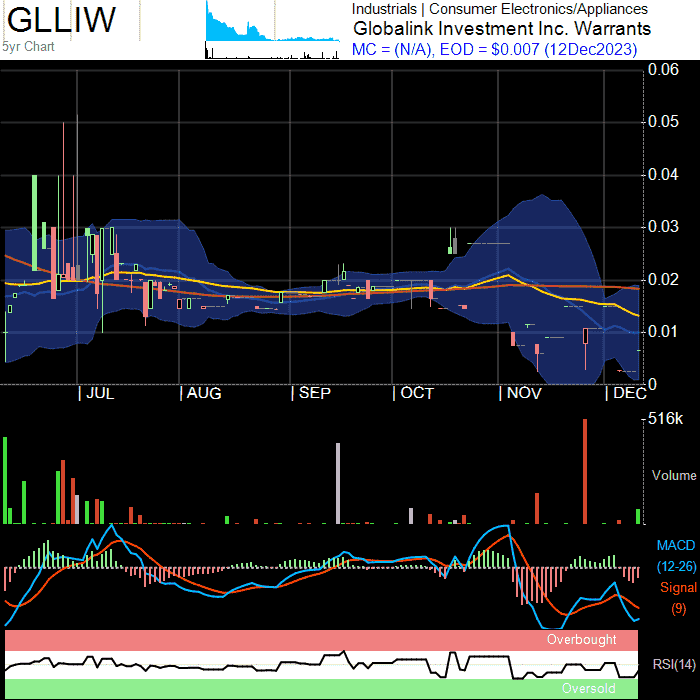 GLLIW
5yr Chart
Industrials | Consumer Electronics/Appliances
Globalink Investment Inc. Warrants
MC = (N/A), EOD = $0.007 (12Dec2023)
0.06
0.05
0.04
0.03
0.02
0.01
0
JUL
AUG
SEP
OCT
NOV
DEC
516k
Volume
MACD
(12-26)
Signal
(9)
Overbought
RSI(14)
Oversold